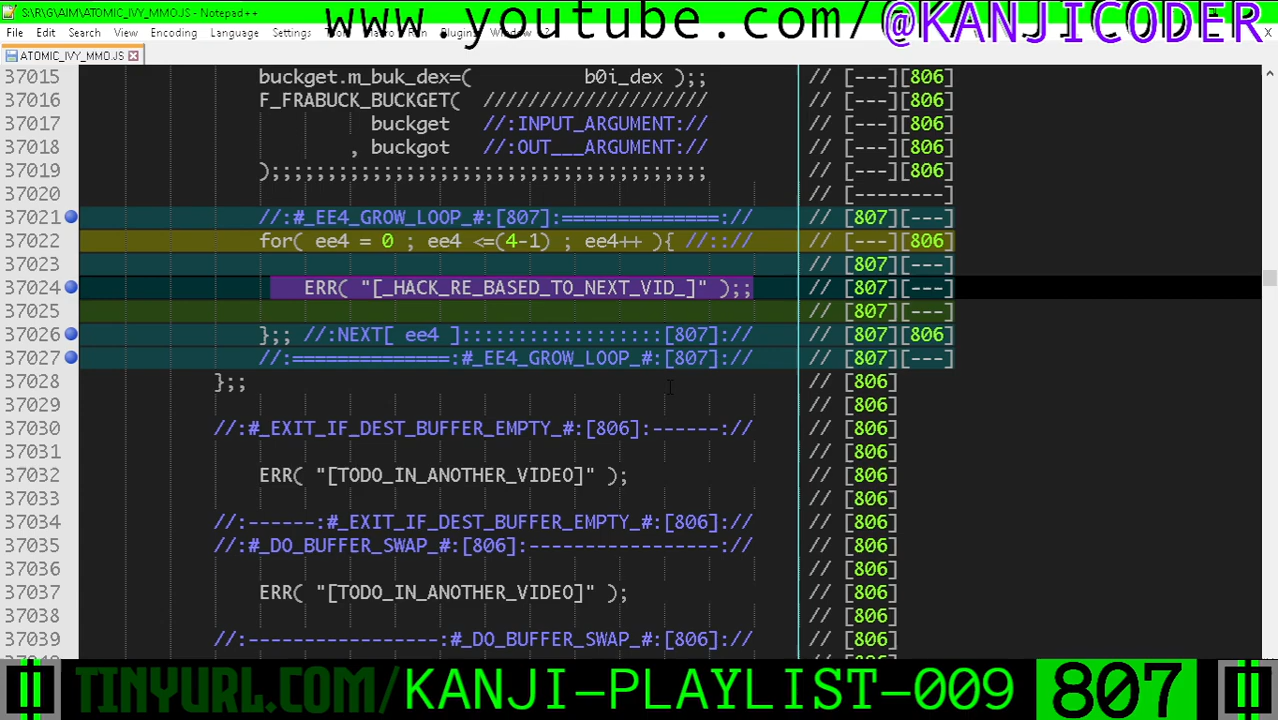 S:\R\G\AIM\ATOMIC_IVY_MMO.JS - Notepad++
www.youtube.com/@KANJICODER
File Edit Search View Encoding Language Settings Tools Macro Run Plugins Window ?
ATOMIC_IVY_MMO.JS
37015 buckget.m_buk_dex=( b0i_dex );; // [---][806]
37016 F_FRABUCK_BUCKGET( //////////////////// // [---][806]
37017 buckget //:INPUT_ARGUMENT:// // [---][806]
37018 , buckgot //:OUT___ARGUMENT:// // [---][806]
37019 );;;;;;;;;;;;;;;;;;;;;;;;;;;;;;;;;;;;;;; // [---][806]
37020 // [--------]
37021 //:#_EE4_GROW_LOOP_#:[807]:==============:// // [807][---]
37022 for( ee4 = 0 ; ee4 <=(4-1) ; ee4++ ){ //:// // [---][806]
37023 // [807][---]
37024 ERR( "[_HACK_RE_BASED_TO_NEXT_VID_]" );; // [807][---]
37025 // [807][---]
37026 };; //:NEXT[ ee4 ]::::::::::::::::::[807]:// // [807][806]
37027 //:==============:#_EE4_GROW_LOOP_#:[807]:// // [807][---]
37028 };; // [806]
37029 // [806]
37030 //:#_EXIT_IF_DEST_BUFFER_EMPTY_#:[806]:------:// // [806]
37031 // [806]
37032 ERR( "[TODO_IN_ANOTHER_VIDEO]" ); // [806]
37033 // [806]
37034 //:------:#_EXIT_IF_DEST_BUFFER_EMPTY_#:[806]:// // [806]
37035 //:#_DO_BUFFER_SWAP_#:[806]:-----------------:// // [806]
37036 // [806]
37037 ERR( "[TODO_IN_ANOTHER_VIDEO]" ); // [806]
37038 // [806]
37039 //:-----------------:#_DO_BUFFER_SWAP_#:[806]:// // [806]
TINYURL.COM/KANJI-PLAYLIST-009 807